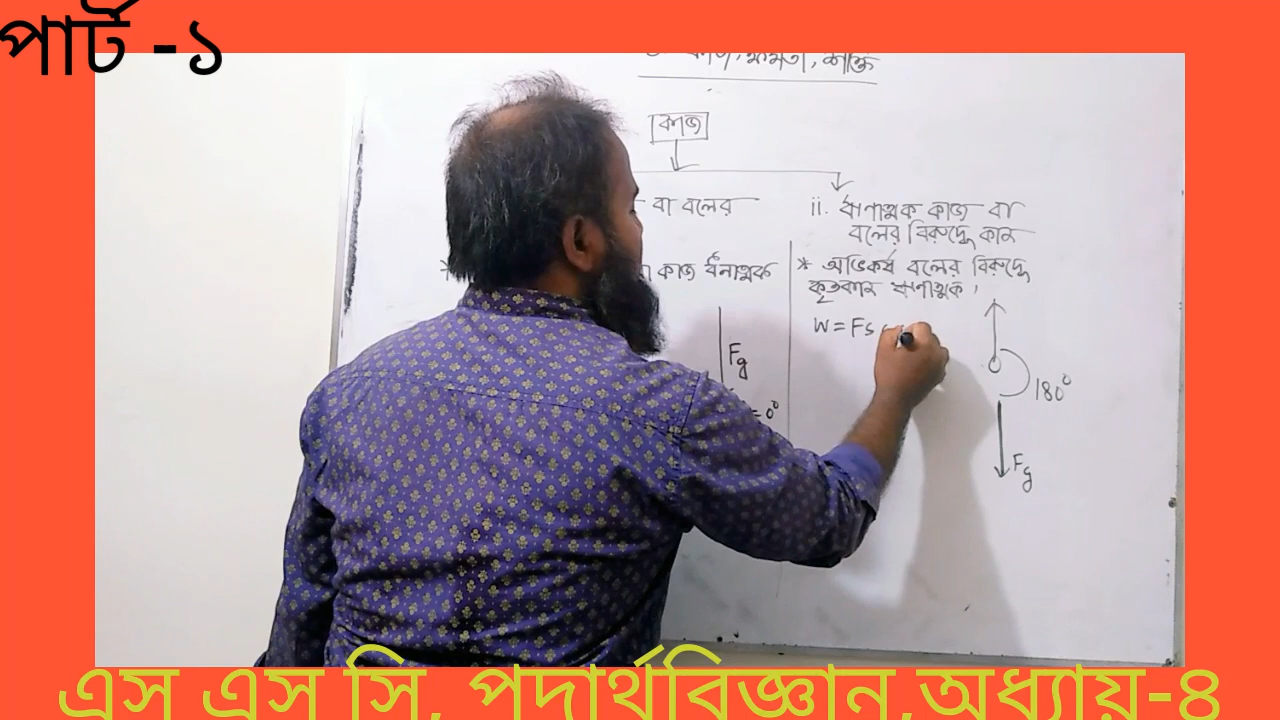 পার্ট -১
কাজ, ক্ষমতা, শক্তি
কাজ
বা বলের
ii. ঋণাত্মক কাজ বা
বলের বিরুদ্ধে কাজ
কাজ ধনাত্মক
* অভিকর্ষ বলের বিরুদ্ধে
কৃতকাজ ঋণাত্মক।
W = Fs
Fg
= 0°
180°
Fg
এস এস সি, পদার্থবিজ্ঞান,অধ্যায়-৪